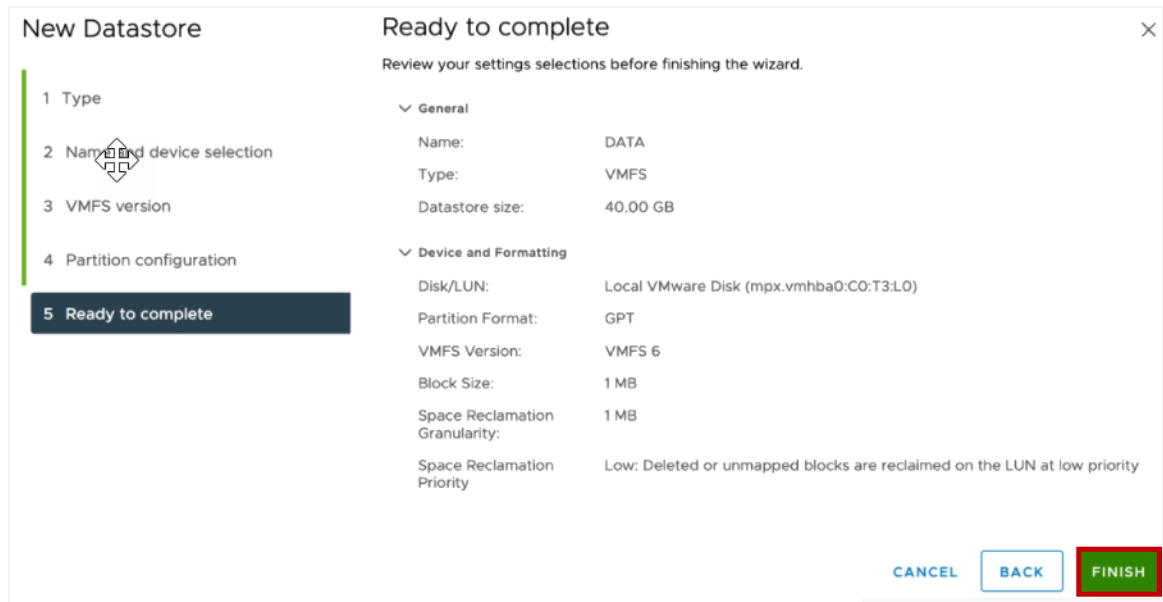 New Datastore
1 Type
2 Name and device selection
3 VMFS version
4 Partition configuration
5 Ready to complete
Ready to complete
Review your settings selections before finishing the wizard.
General
Name: DATA
Type: VMFS
Datastore size: 40.00 GB
Device and Formatting
Disk/LUN: Local VMware Disk (mpx.vmhba0:C0:T3:L0)
Partition Format: GPT
VMFS Version: VMFS 6
Block Size: 1 MB
Space Reclamation 1 MB
Granularity:
Space Reclamation Low: Deleted or unmapped blocks are reclaimed on the LUN at low priority
Priority
CANCEL BACK FINISH